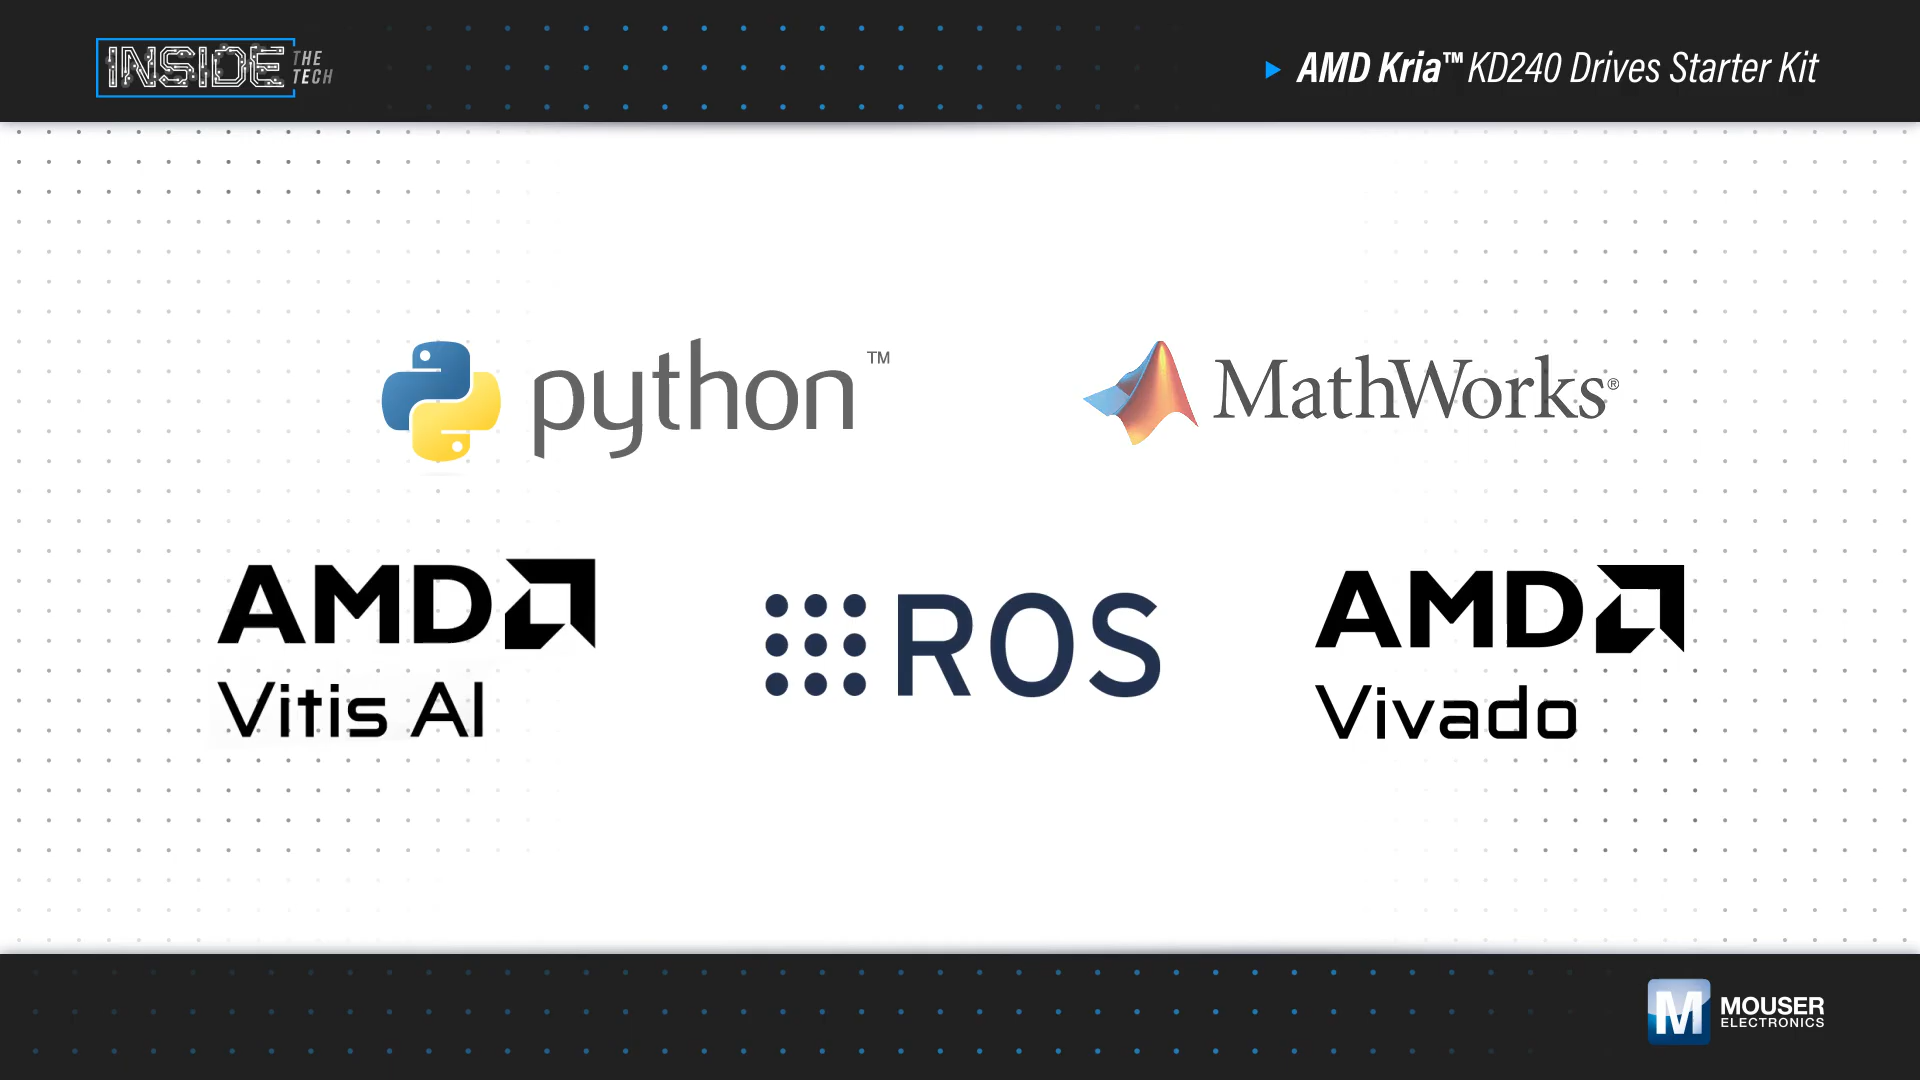 INSIDE THE TECH
AMD Kria™ KD240 Drives Starter Kit
python™
MathWorks®
AMD
Vitis AI
ROS
AMD
Vivado
M MOUSER
ELECTRONICS